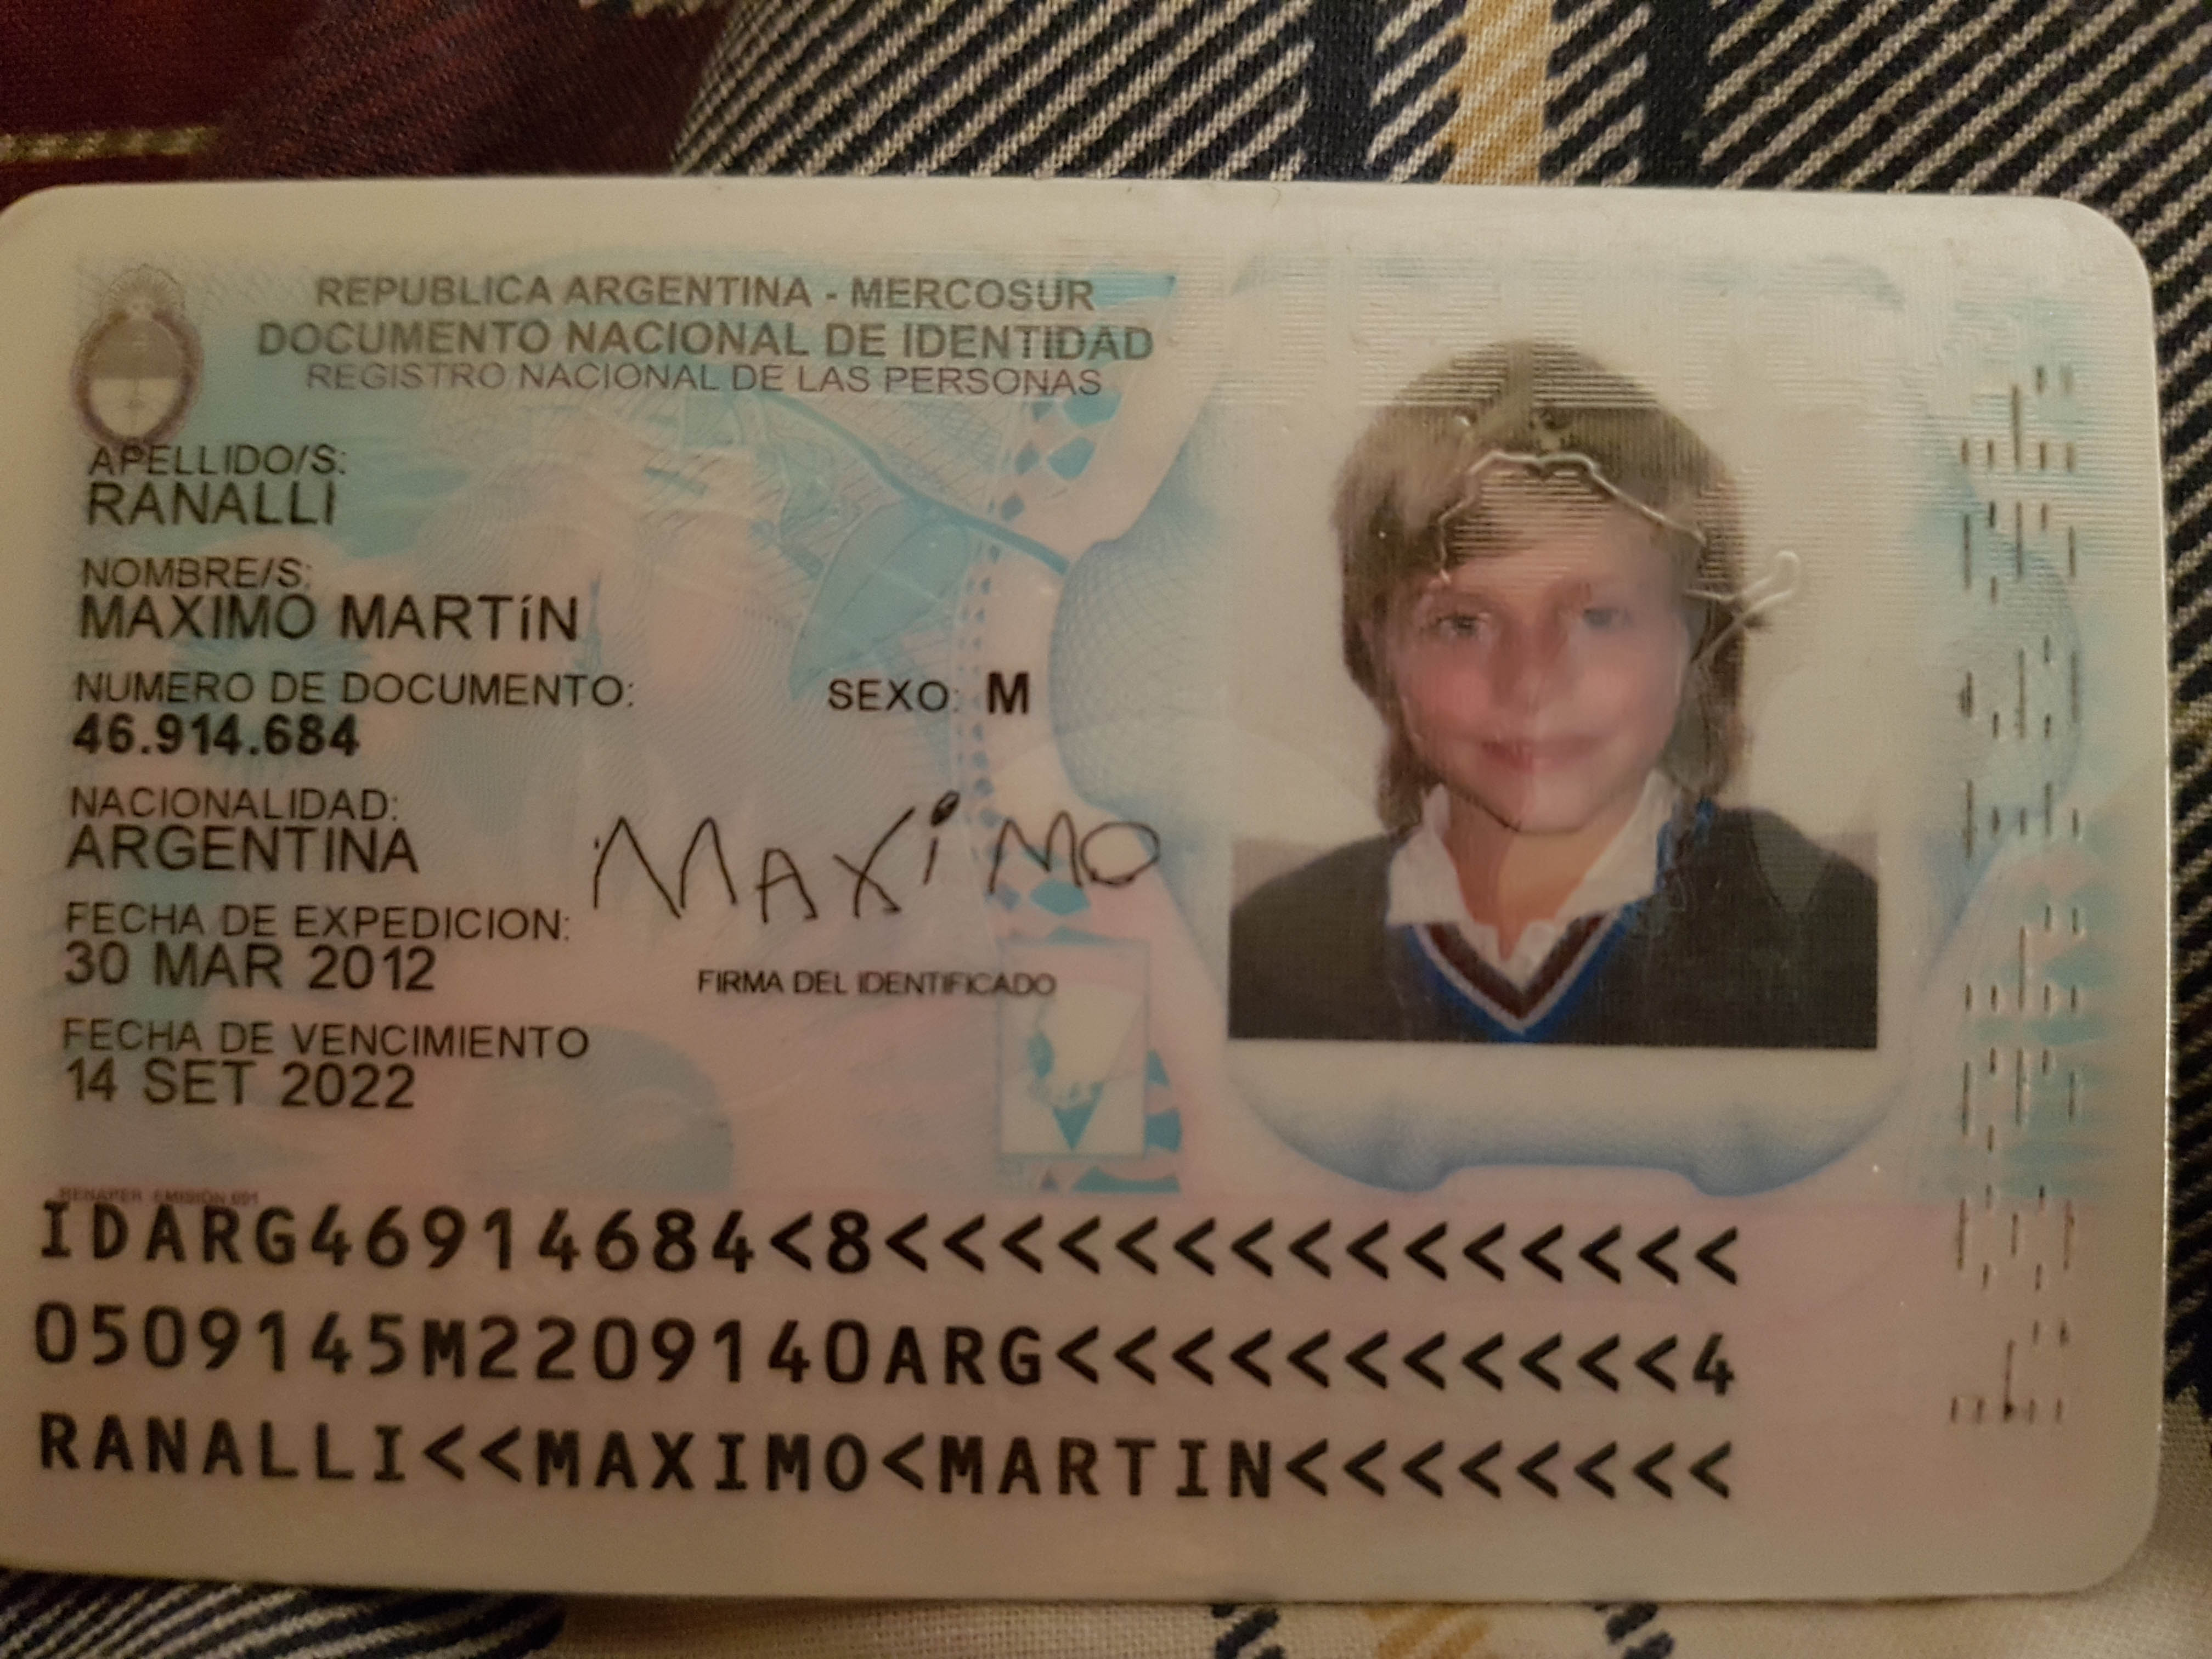 REPUBLICA ARGENTINA - MERCOSUR
DOCUMENTO NACIONAL DE IDENTIDAD
REGISTRO NACIONAL DE LAS PERSONAS
APELLIDO/S:
RANALLI
NOMBRE/S:
MAXIMO MARTíN
NUMERO DE DOCUMENTO: SEXO: M
46.914.684
NACIONALIDAD:
ARGENTINA
MAXiMO
FECHA DE EXPEDICION:
30 MAR 2012
FIRMA DEL IDENTIFICADO
FECHA DE VENCIMIENTO
14 SET 2022
RENAPER EMISIÓN 001
IDARG46914684<8<<<<<<<<<<<<<<<
0509145M2209140ARG<<<<<<<<<<<4
RANALLI<<MAXIMO<MARTIN<<<<<<<<